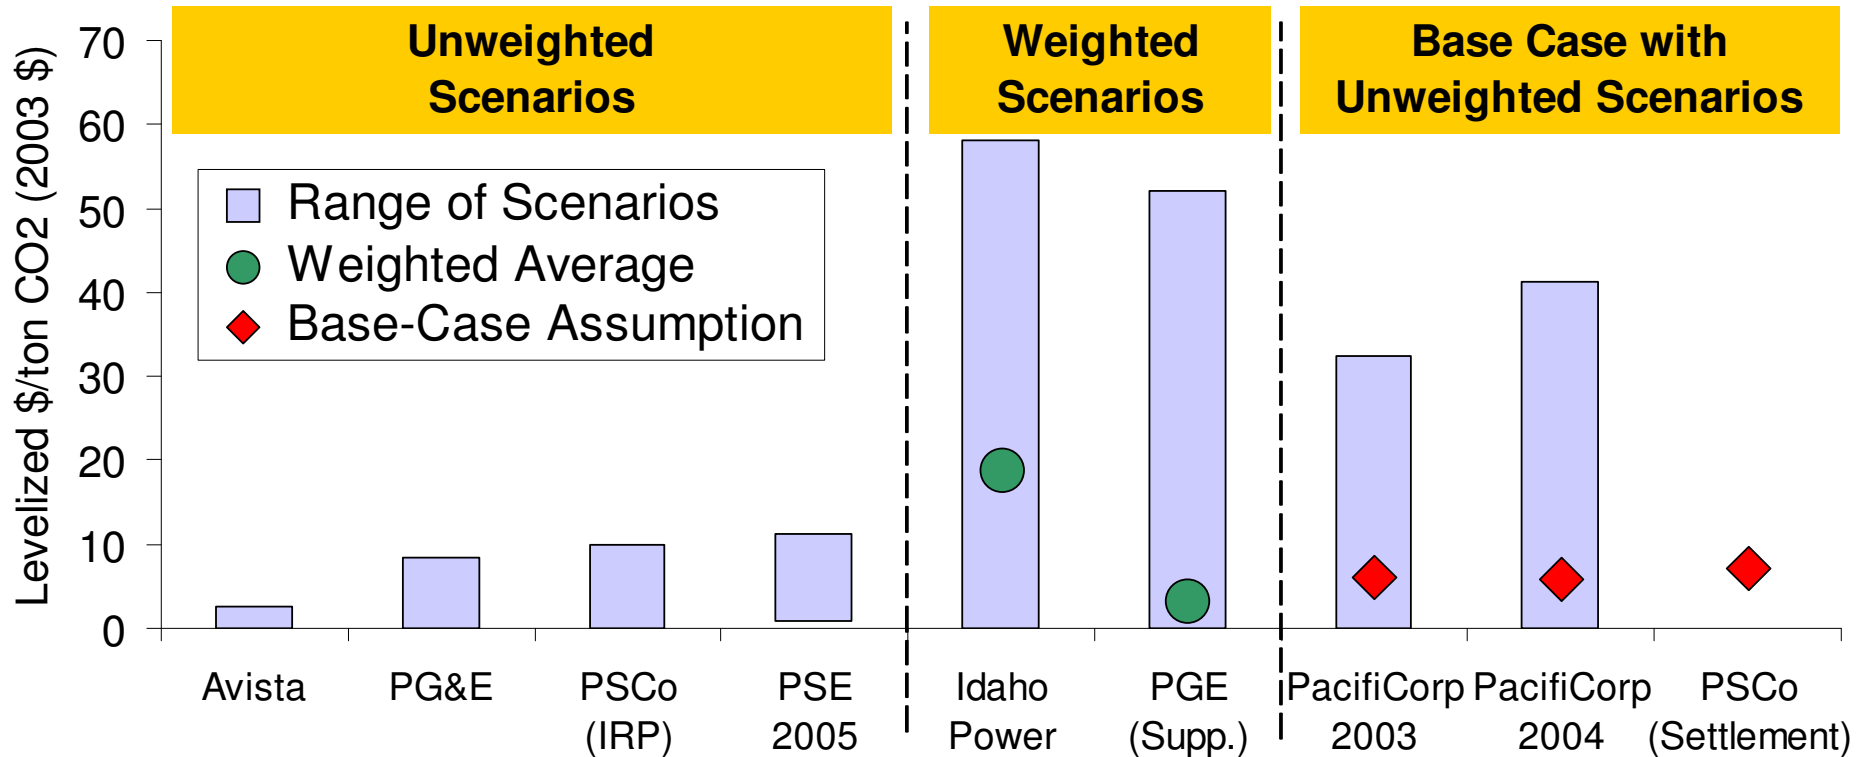 Unweighted
Scenarios
Weighted
Scenarios
Base Case with
Unweighted Scenarios
Levelized $/ton CO2 (2003 $)
70
60
50
40
30
20
10
0
Range of Scenarios
Weighted Average
Base-Case Assumption
Avista
PG&E
PSCo
(IRP)
PSE
2005
Idaho
Power
PGE
(Supp.)
PacifiCorp
2003
PacifiCorp
2004
PSCo
(Settlement)